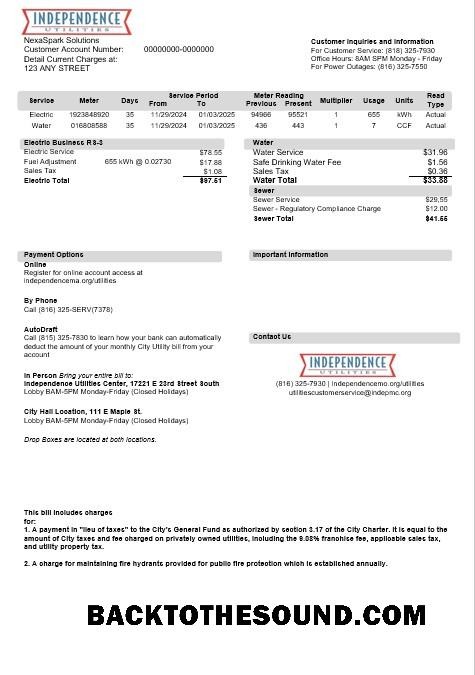 INDEPENDENCE
UTILITIES
NexaSpark Solutions
Customer Account Number: 00000000-0000000
Detail Current Charges at:
123 ANY STREET
Customer Inquiries and Information
For Customer Service: (818) 325-7930
Office Hours: 8AM SPM Monday - Friday
For Power Outages: (816) 325-7550
Service Meter Days Service Period From To Meter Reading Previous Present Multiplier Usage Units Read Type
Electric 1923848920 35 11/29/2024 01/03/2025 94966 95521 1 655 kWh Actual
Water 016808588 35 11/29/2024 01/03/2025 436 443 1 7 CCF Actual
Electric Business RS-3
Electric Service $78.55
Fuel Adjustment 655 kWh @ 0.02730 $17.88
Sales Tax $1.08
Electric Total $97.51
Water
Water Service $31.96
Safe Drinking Water Fee $1.56
Sales Tax $0.36
Water Total $33.88
Sewer
Sewer Service $29,55
Sewer - Regulatory Compliance Charge $12.00
Sewer Total $41.55
Payment Options
Online
Register for online account access at
independencema.org/utilities
By Phone
Call (816) 325-SERV(7378)
AutoDraft
Call (815) 325-7830 to learn how your bank can automatically
deduct the amount of your monthly City Utility bill from your
account
In Person Bring your entire bill to:
Independence Utilities Center, 17221 E 23rd Street South
Lobby 8AM-5PM Monday-Friday (Closed Holidays)
City Hall Location, 111 E Maple St.
Lobby 8AM-5PM Monday-Friday (Closed Holidays)
Drop Boxes are located at both locations.
Important Information
Contact Us
INDEPENDENCE
UTILITIES
(816) 325-7930 | Independencemo.org/utilities
utilitiescustomerservice@indepmc.org
This bill includes charges
for:
1. A payment in "lieu of taxes" to the City's General Fund as authorized by section 3.17 of the City Charter. It is equal to the
amount of City taxes and fee charged on privately owned utilities, including the 9.08% franchise fee, applicable sales tax,
and utility property tax.
2. A charge for maintaining fire hydrants provided for public fire protection which is established annually.
BACKTOTHESOUND.COM